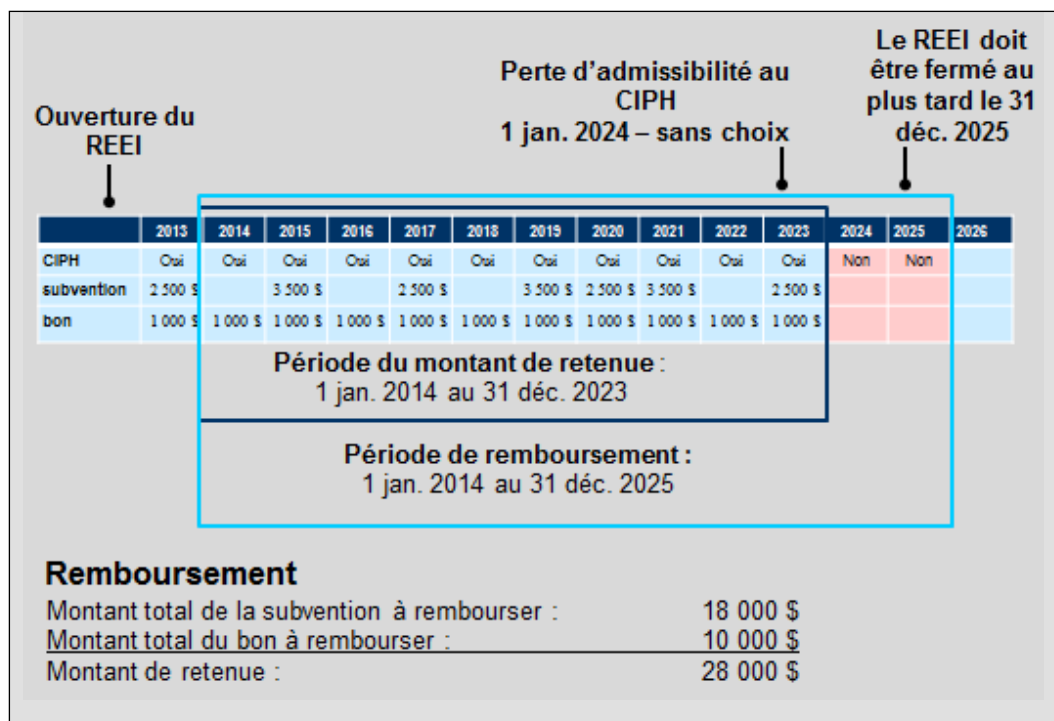 Ouverture du
REEI
Perte d'admissibilité au
CIPH
1 jan. 2024 – sans choix
Le REEI doit
être fermé au
plus tard le 31
déc. 2025
2013 2014 2015 2016 2017 2018 2019 2020 2021 2022 2023 2024 2025 2026
CIPH Oui Oui Oui Oui Oui Oui Oui Oui Oui Oui Oui Non Non
subvention 2 500 $ 3 500 $ 2 500 $ 3 500 $ 2 500 $ 3 500 $ 2 500 $
bon 1 000 $ 1 000 $ 1 000 $ 1 000 $ 1 000 $ 1 000 $ 1 000 $ 1 000 $ 1 000 $ 1 000 $ 1 000 $
Période du montant de retenue :
1 jan. 2014 au 31 déc. 2023
Période de remboursement :
1 jan. 2014 au 31 déc. 2025
Remboursement
Montant total de la subvention à rembourser : 18 000 $
Montant total du bon à rembourser : 10 000 $
Montant de retenue : 28 000 $